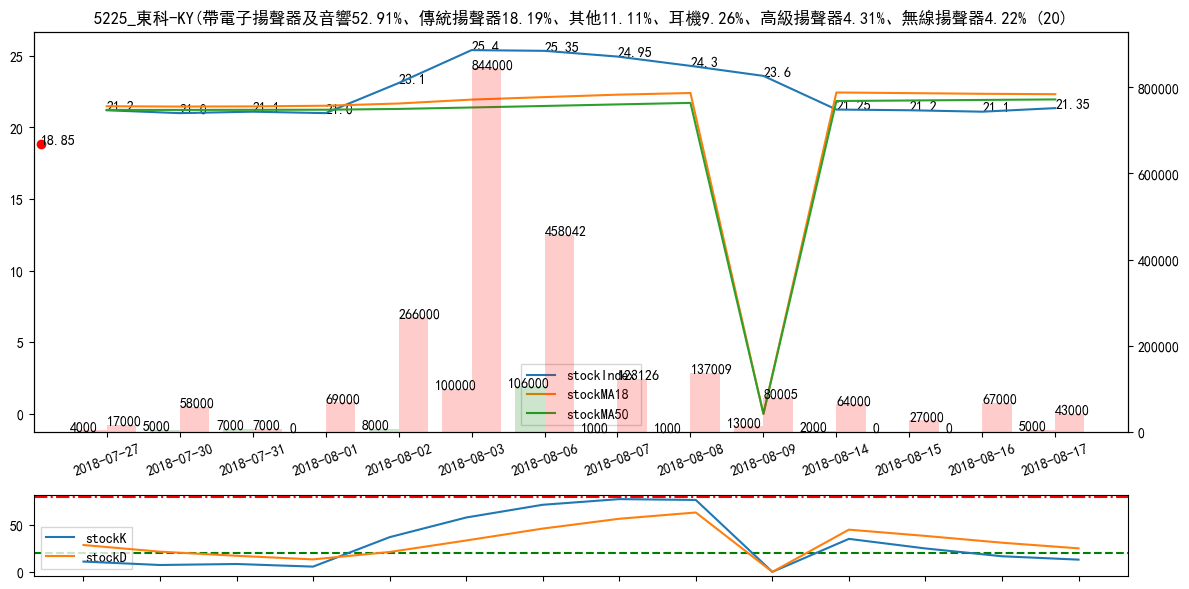 5225_東科-KY(帶電子揚聲器及音響52.91%、傳統揚聲器18.19%、其他11.11%、耳機9.26%、高級揚聲器4.31%、無線揚聲器4.22% (20)
25.4 25.35 24.95 24.3 23.6 23.1
21.2 21.0 21.1 21.0 21.25 21.2 21.1 21.35
18.85
25
20
15
10
5
0
800000
600000
400000
200000
0
844000
458042
266000
4000 17000 5000 58000 7000 7000 0 69000 8000 100000 106000 1000 123126 1000 137009 13000 80005 2000 64000 0 27000 0 67000 5000 43000
stockIndex
stockMA18
stockMA50
2018-07-27 2018-07-30 2018-07-31 2018-08-01 2018-08-02 2018-08-03 2018-08-06 2018-08-07 2018-08-08 2018-08-09 2018-08-14 2018-08-15 2018-08-16 2018-08-17
50
0
stockK
stockD